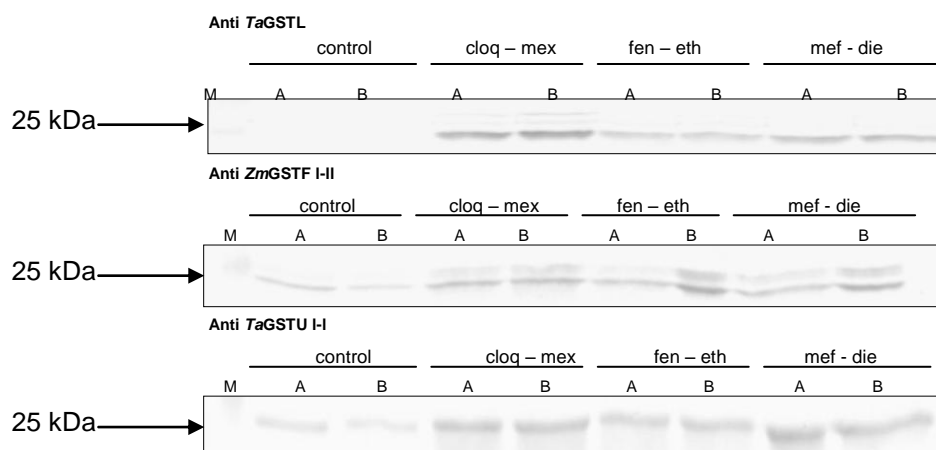 Anti TaGSTL
control cloq – mex fen – eth mef - die
M A B A B A B A B
25 kDa
Anti ZmGSTF I-II
control cloq – mex fen – eth mef - die
M A B A B A B A B
25 kDa
Anti TaGSTU I-I
control cloq – mex fen – eth mef - die
M A B A B A B A B
25 kDa